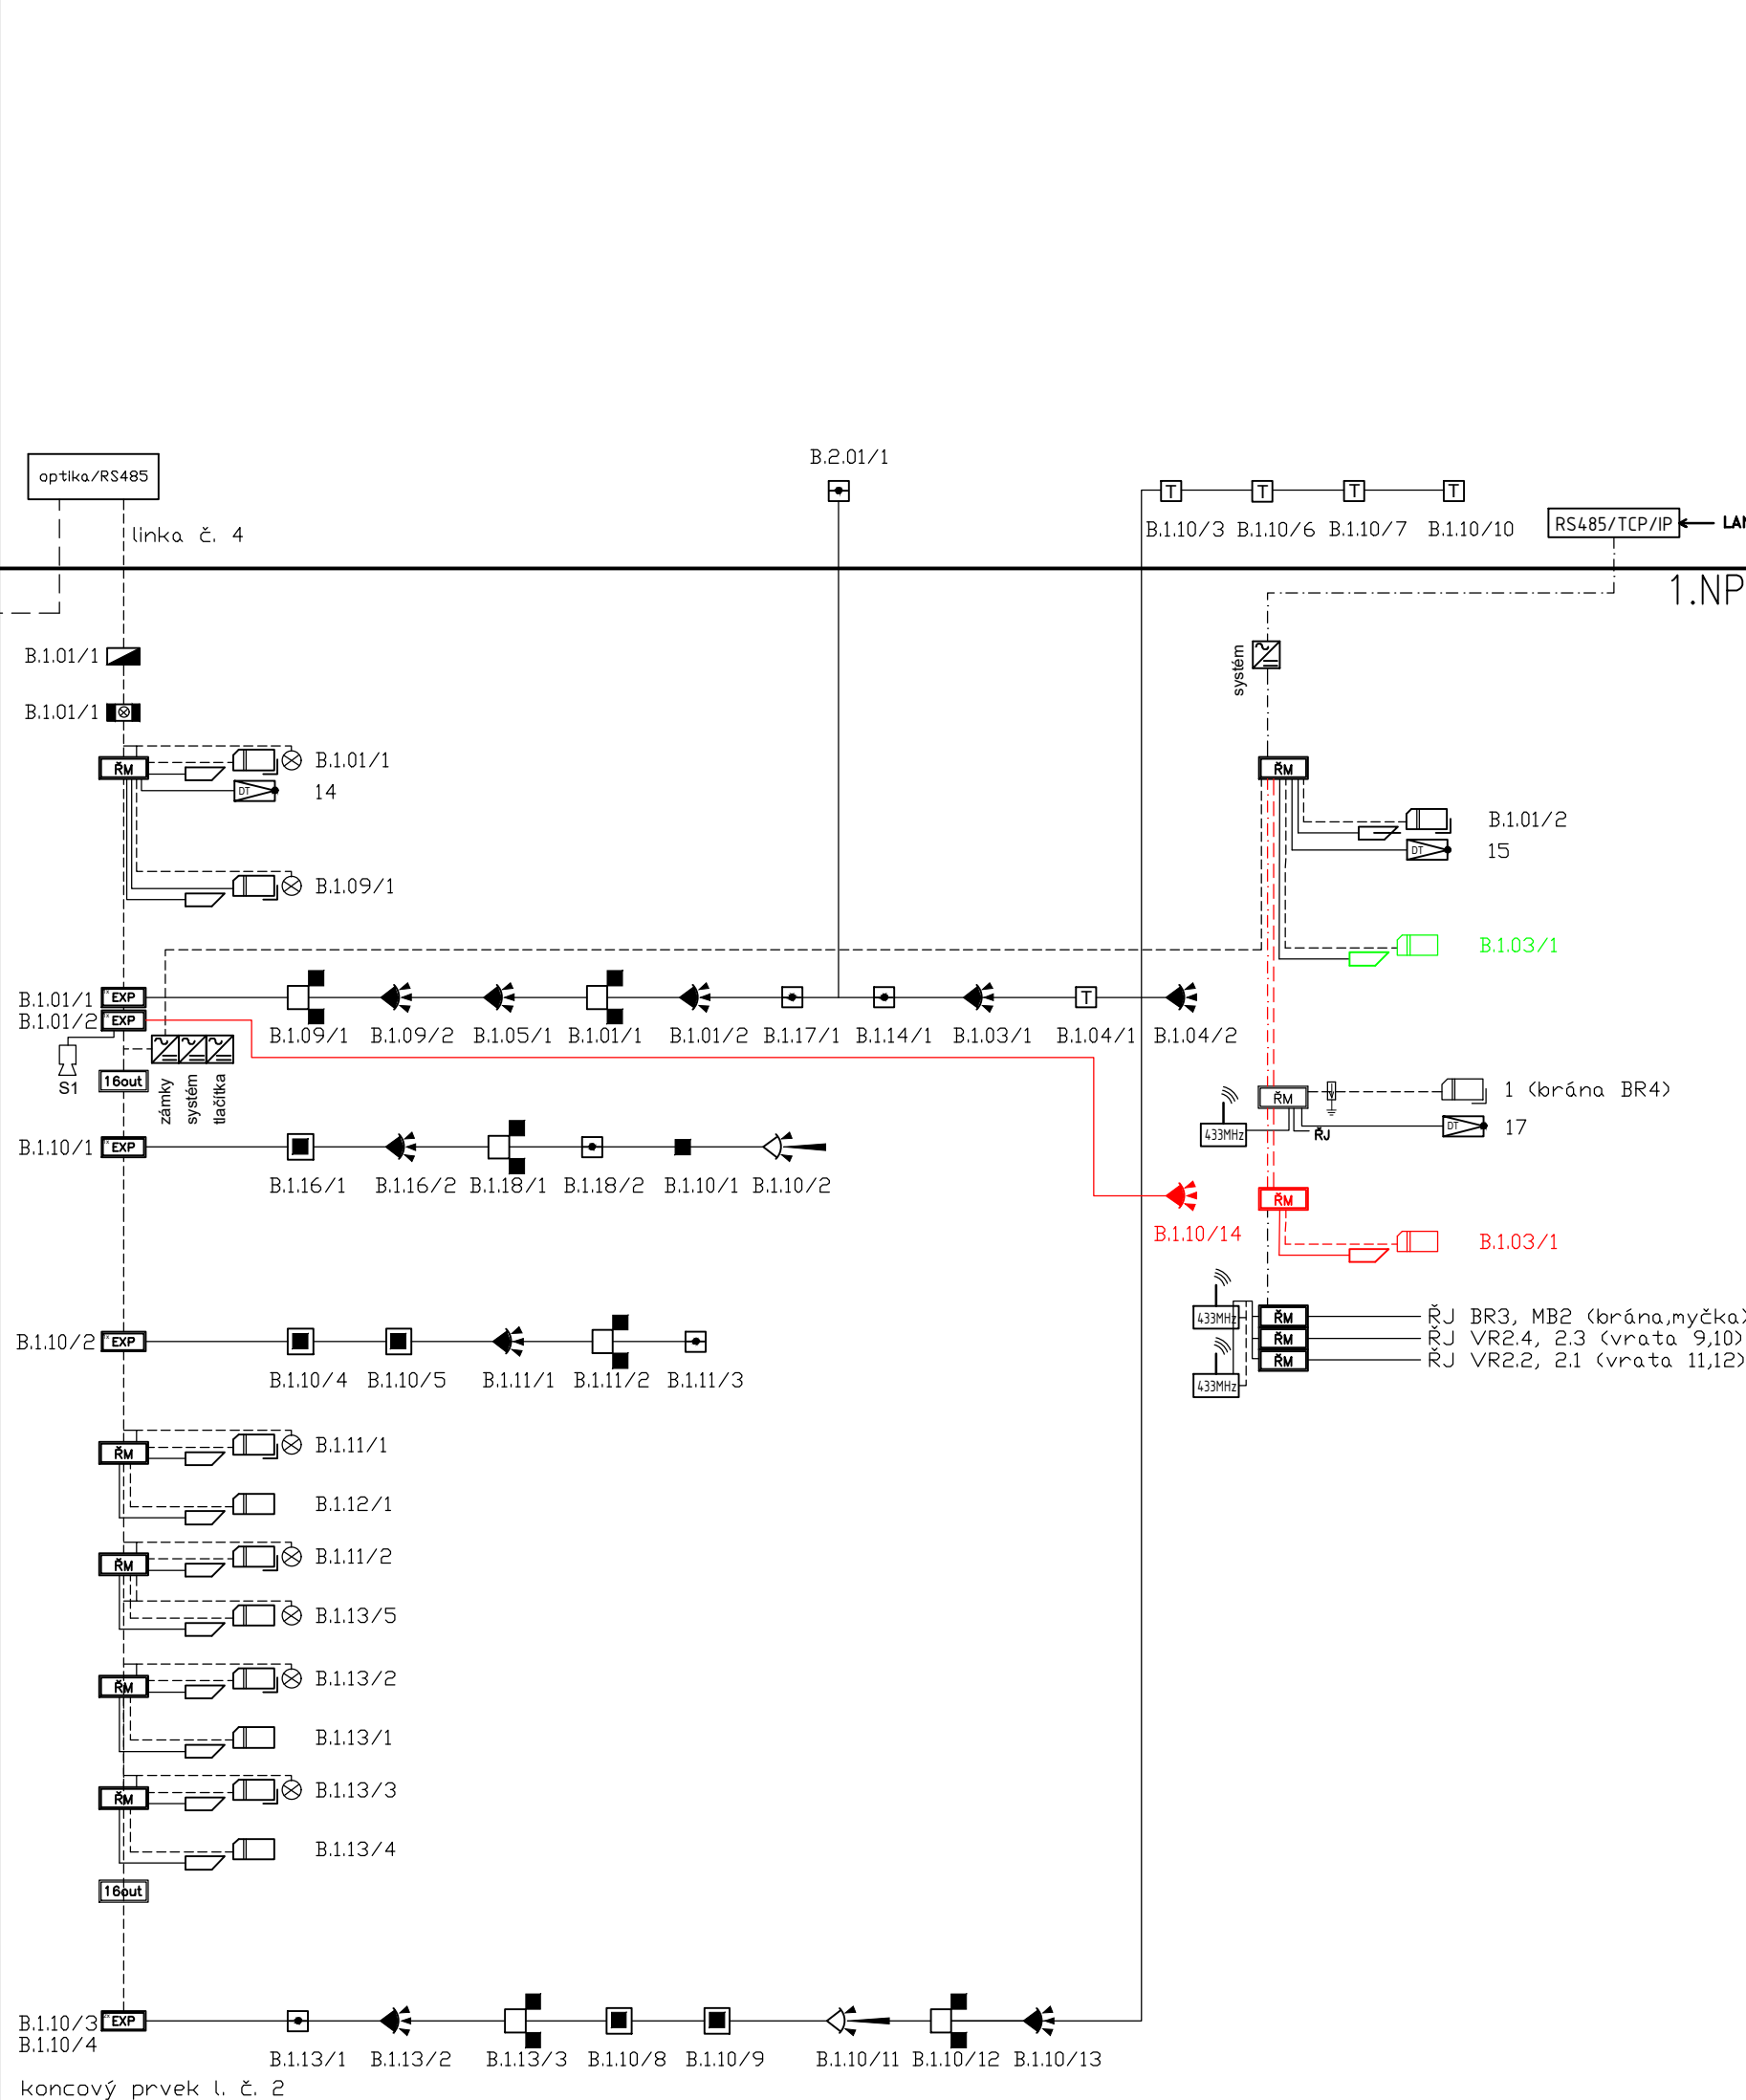 B.2.01/1
optika/RS485
linka č. 4
B.1.10/3 B.1.10/6 B.1.10/7 B.1.10/10
RS485/TCP/IP
1.NP
B.1.01/1
systém
B.1.01/1
B.1.01/1
ŘM
DT 14
B.1.09/1
ŘM
B.1.01/2
DT 15
B.1.03/1
B.1.01/1 EXP
B.1.01/2 EXP
T
B.1.09/1 B.1.09/2 B.1.05/1 B.1.01/1 B.1.01/2 B.1.17/1 B.1.14/1 B.1.03/1 B.1.04/1 B.1.04/2
S1
16out
zámky
systém
tlačítka
ŘM
1 (brána BR4)
433MHz
ŘJ
DT 17
B.1.10/1 EXP
B.1.16/1 B.1.16/2 B.1.18/1 B.1.18/2 B.1.10/1 B.1.10/2
B.1.10/14
ŘM
B.1.03/1
433MHz
ŘM ŘJ BR3, MB2 (brána,myčka)
ŘM ŘJ VR2.4, 2.3 (vrata 9,10)
ŘM ŘJ VR2.2, 2.1 (vrata 11,12)
433MHz
B.1.10/2 EXP
B.1.10/4 B.1.10/5 B.1.11/1 B.1.11/2 B.1.11/3
ŘM B.1.11/1
B.1.12/1
ŘM B.1.11/2
B.1.13/5
ŘM B.1.13/2
B.1.13/1
ŘM B.1.13/3
B.1.13/4
16out
B.1.10/3 EXP
B.1.10/4
B.1.13/1 B.1.13/2 B.1.13/3 B.1.10/8 B.1.10/9 B.1.10/11 B.1.10/12 B.1.10/13
koncový prvek l. č. 2